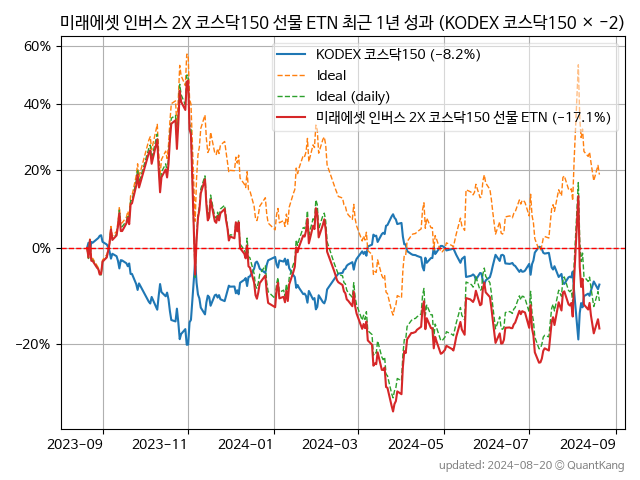 미래에셋 인버스 2X 코스닥150 선물 ETN 최근 1년 성과 (KODEX 코스닥150 × −2)
60%
40%
20%
0%
−20%
KODEX 코스닥150 (−8.2%)
Ideal
Ideal (daily)
미래에셋 인버스 2X 코스닥150 선물 ETN (−17.1%)
2023-09
2023-11
2024-01
2024-03
2024-05
2024-07
2024-09
updated: 2024-08-20 © QuantKang